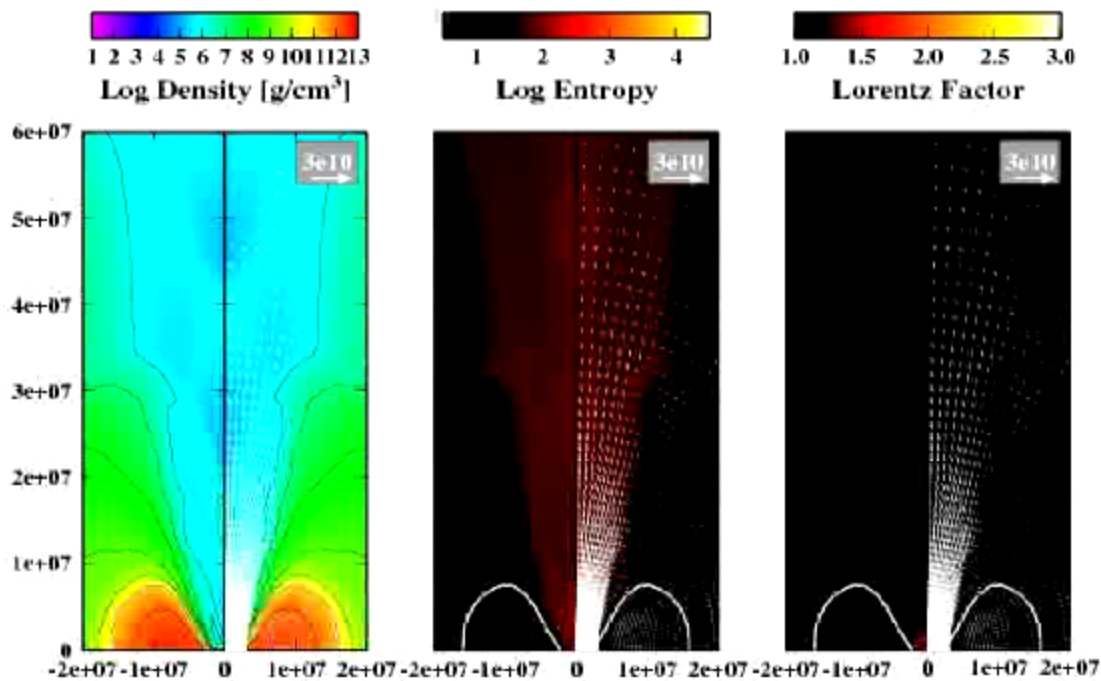 1 2 3 4 5 6 7 8 9 10 11 12 13
Log Density [g/cm³]
1 2 3 4
Log Entropy
1.0 1.5 2.0 2.5 3.0
Lorentz Factor
6e+07
5e+07
4e+07
3e+07
2e+07
1e+07
0
3e10
3e10
3e10
-2e+07 -1e+07 0 1e+07 2e+07
-2e+07 -1e+07 0 1e+07 2e+07
-2e+07 -1e+07 0 1e+07 2e+07